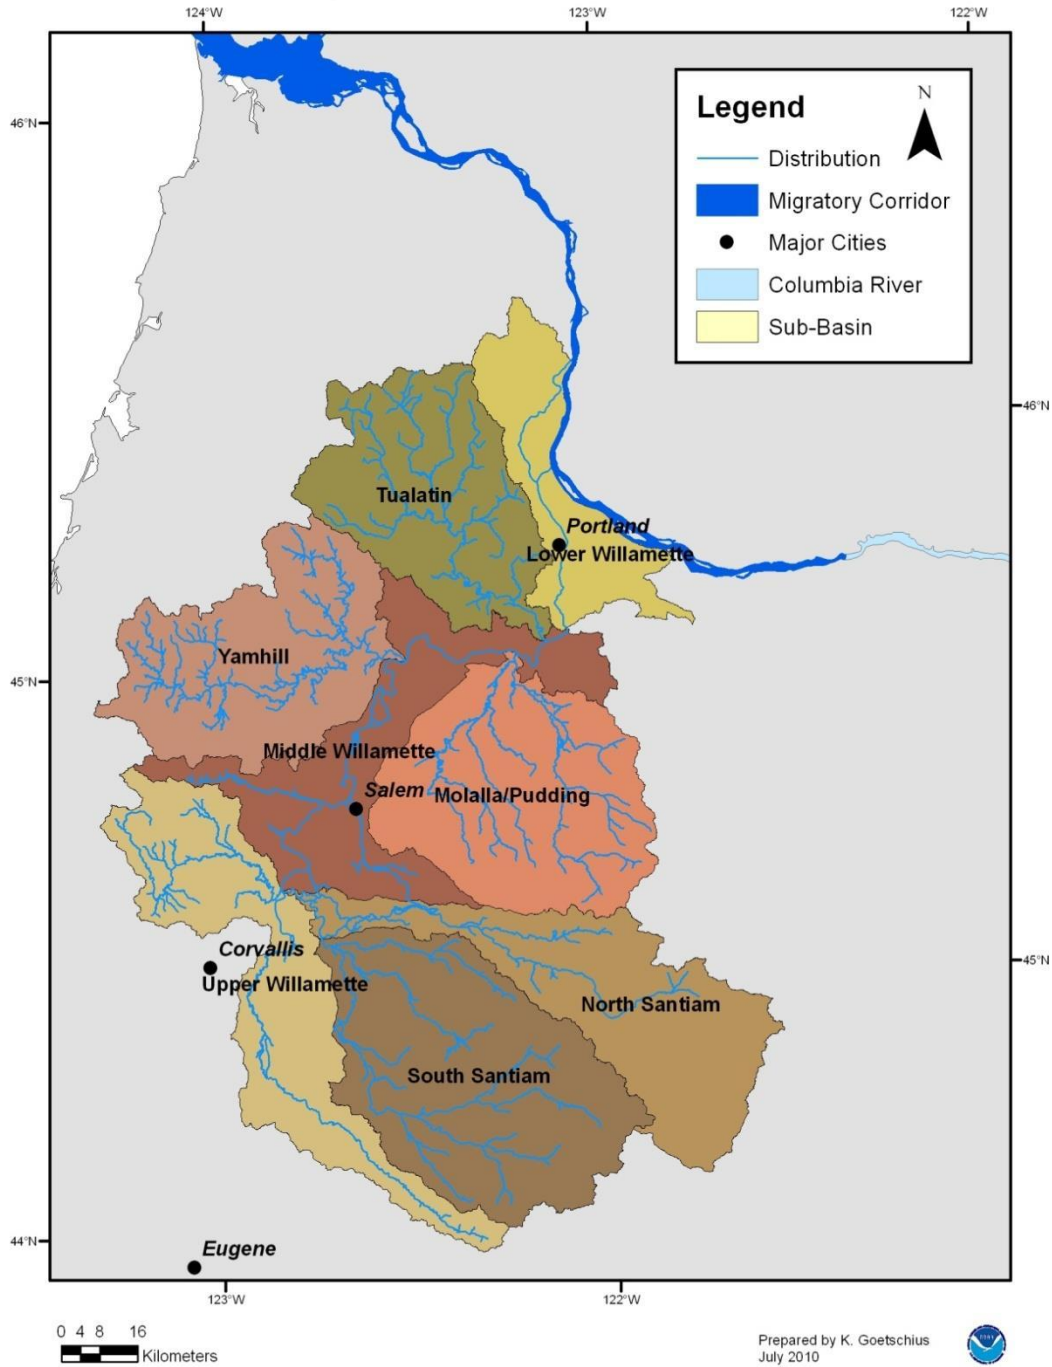 124°W 123°W 122°W
Legend
N
Distribution
Migratory Corridor
Major Cities
Columbia River
Sub-Basin
46°N
46°N
Tualatin
Portland
Lower Willamette
Yamhill
45°N
Middle Willamette
Salem
Molalla/Pudding
Corvallis
45°N
Upper Willamette
North Santiam
South Santiam
44°N
Eugene
123°W 122°W
0 4 8 16
Kilometers
Prepared by K. Goetschius
July 2010